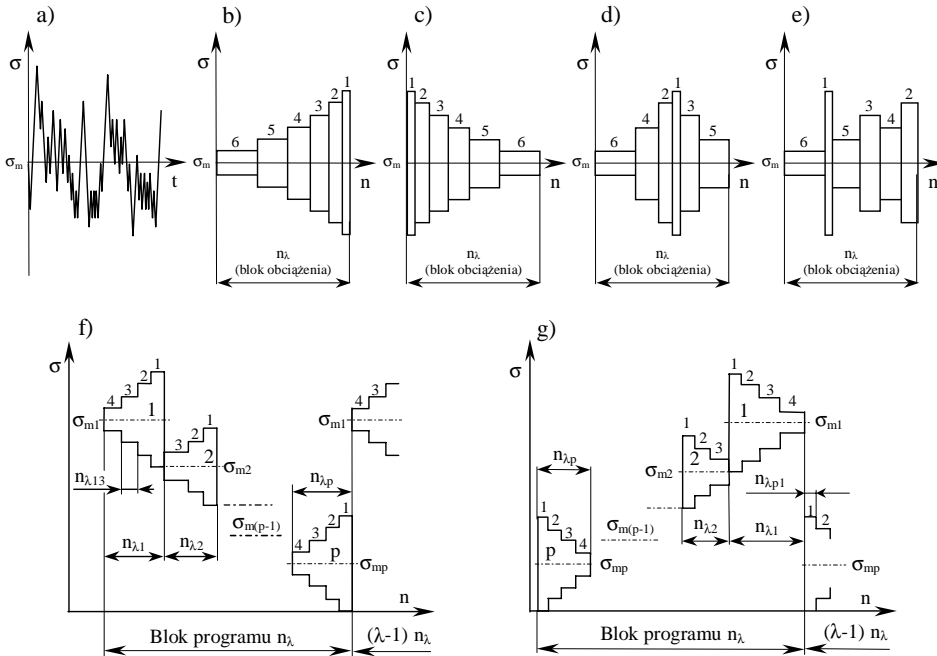 a)
σ
σm
t
b)
σ
σm
6 5 4 3 2 1
n
nλ
(blok obciążenia)
c)
σ
σm
1 2 3 4 5 6
n
nλ
(blok obciążenia)
d)
σ
σm
6 4 2 1 3 5
n
nλ
(blok obciążenia)
e)
σ
σm
6 1 5 3 4 2
n
nλ
(blok obciążenia)
f)
σ
4 3 2 1
σm1
1
3 2 1
2
σm2
nλ13
nλ1
nλ2
σm(p-1)
nλp
4 3 2 1
p
σmp
σm1
4 3 2
n
Blok programu nλ
(λ-1) nλ
g)
σ
nλp
1 2 3 4
p
σmp
σm(p-1)
1 2 3
2
σm2
nλ2
1 2 3 4
1
σm1
nλ1
nλp1
1 2
σmp
n
Blok programu nλ
(λ-1) nλ